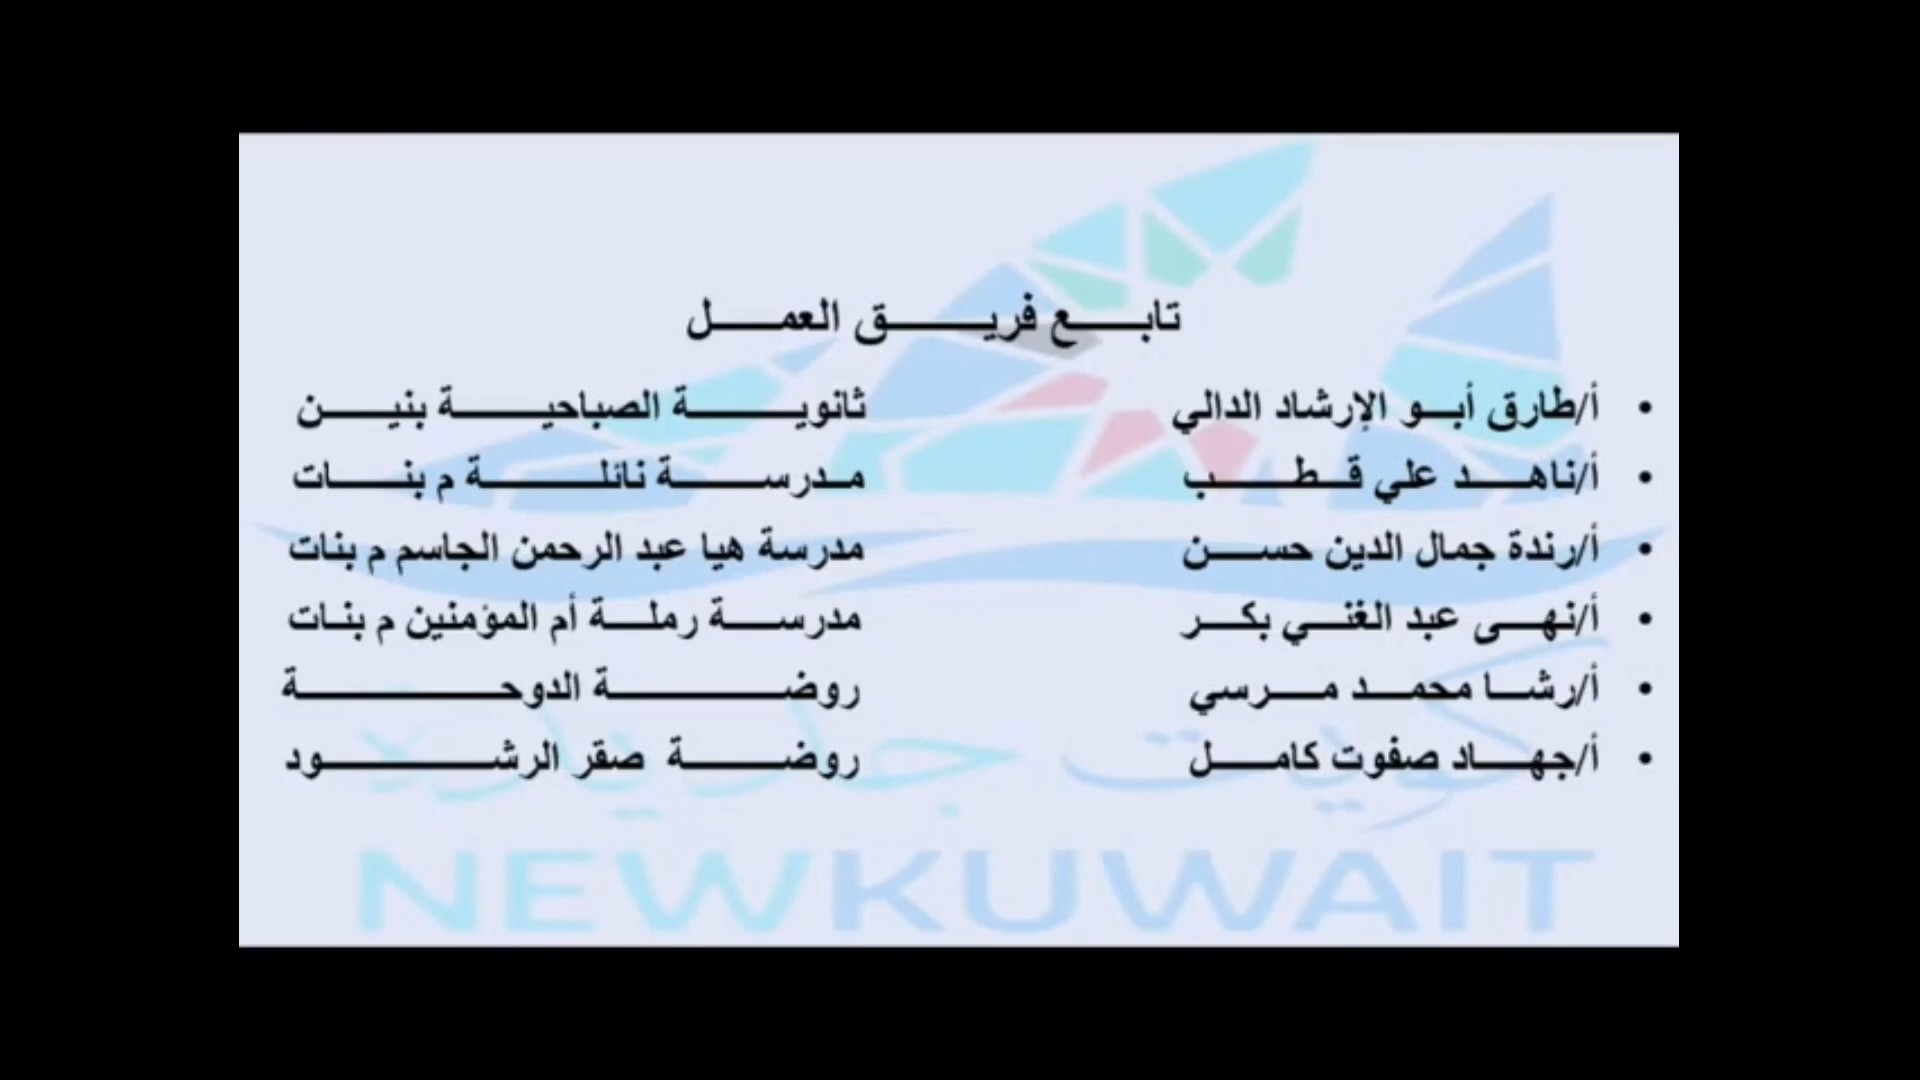 تابع فريق العمل
• أ/طارق أبو الإرشاد الدالي ثانوية الصباحية بنين
• أ/ناهد علي قطب مدرسة نائلة م بنات
• أ/رندة جمال الدين حسن مدرسة هيا عبد الرحمن الجاسم م بنات
• أ/نهى عبد الغني بكر مدرسة رملة أم المؤمنين م بنات
• أ/رشا محمد مرسي روضة الدوحة
• أ/جهاد صفوت كامل روضة صقر الرشود
كويت جديدة
NEWKUWAIT